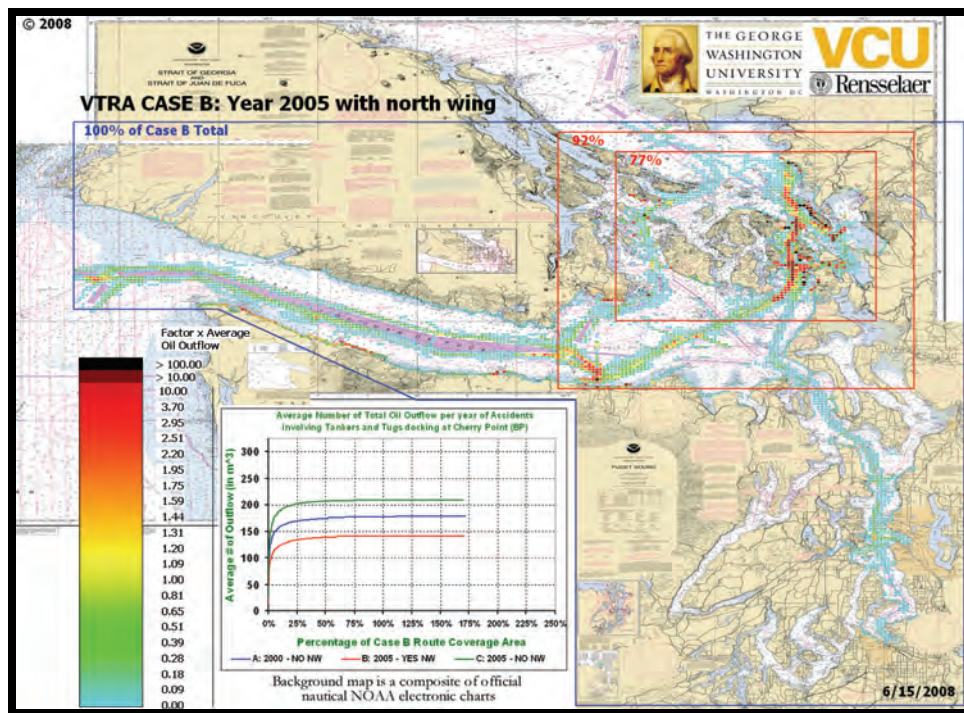 © 2008
THE GEORGE
WASHINGTON
UNIVERSITY
WASHINGTON DC
VCU
Rensselaer
STRAIT OF GEORGIA
AND
STRAIT OF JUAN DE FUCA
VTRA CASE B: Year 2005 with north wing
100% of Case B Total
92%
77%
Factor x Average
Oil Outflow
> 100.00
> 10.00
10.00
3.70
2.95
2.51
2.20
1.95
1.75
1.59
1.44
1.31
1.20
1.09
1.00
0.81
0.65
0.51
0.39
0.28
0.18
0.09
0.00
Average Number of Total Oil Outflow per year of Accidents
involving Tankers and Tugs docking at Cherry Point (BP)
Average # of Outflow (in m^3)
300
250
200
150
100
50
0
0% 25% 50% 75% 100% 125% 150% 175% 200% 225% 250%
Percentage of Case B Route Coverage Area
A: 2000 - NO NW B: 2005 - YES NW C: 2005 - NO NW
Background map is a composite of official
nautical NOAA electronic charts
PUGET SOUND
6/15/2008